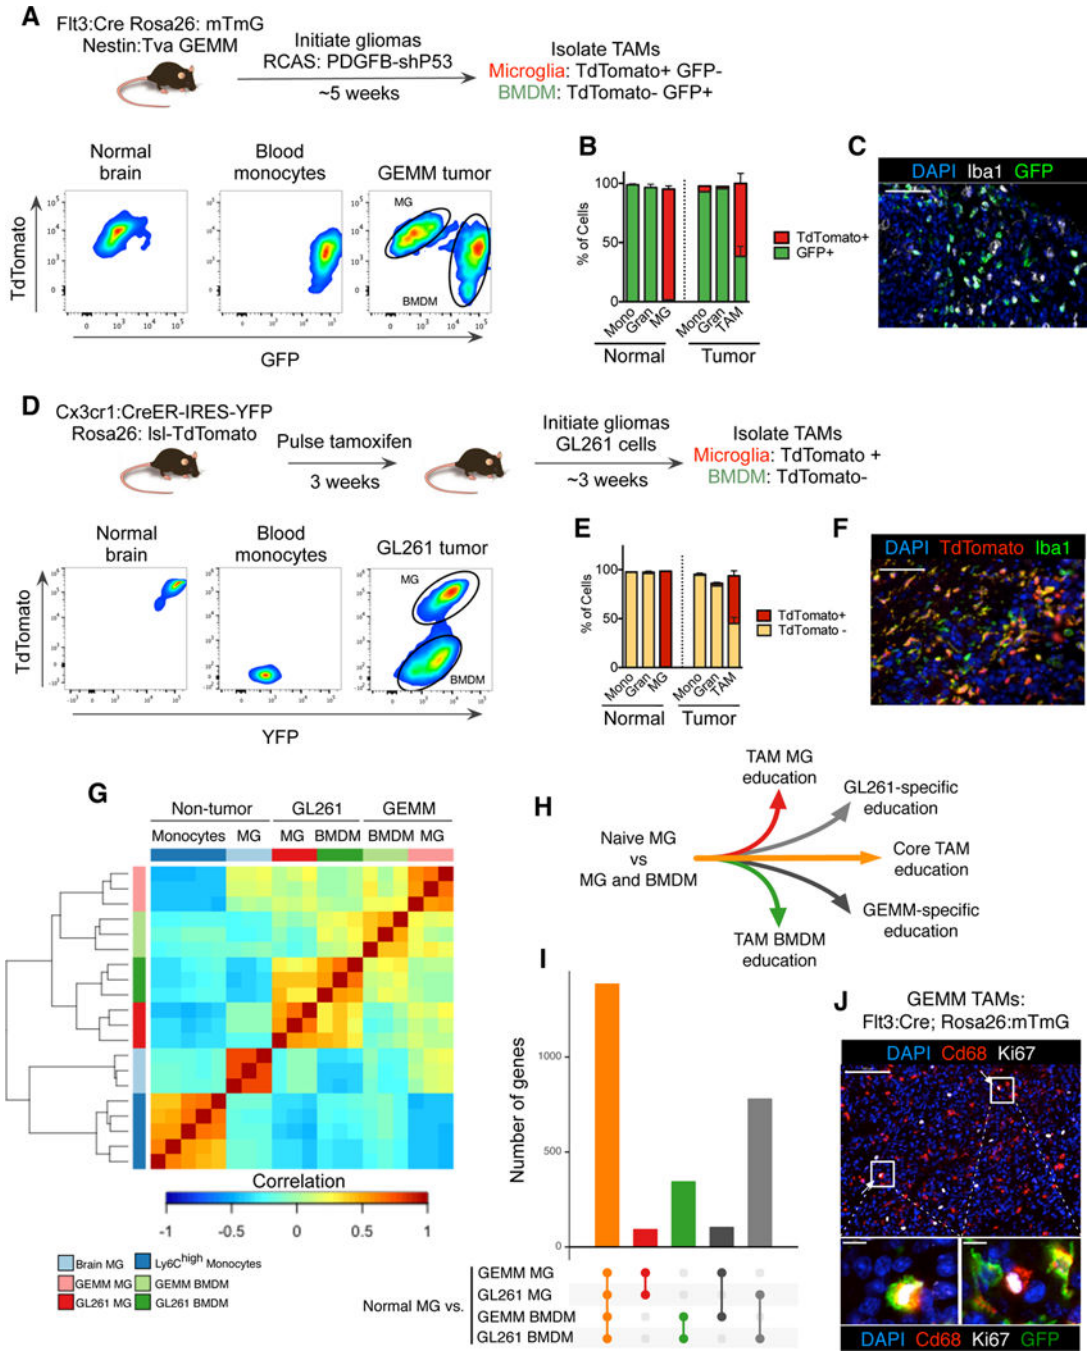 A
Flt3:Cre Rosa26: mTmG
Nestin:Tva GEMM
Initiate gliomas
RCAS: PDGFB-shP53
~5 weeks
Isolate TAMs
Microglia: TdTomato+ GFP-
BMDM: TdTomato- GFP+
Normal
brain
Blood
monocytes
GEMM tumor
MG
BMDM
TdTomato
GFP
B
% of Cells
100
50
0
Mono
Gran
MG
Mono
Gran
TAM
Normal
Tumor
TdTomato+
GFP+
C
DAPI Iba1 GFP
D
Cx3cr1:CreER-IRES-YFP
Rosa26: lsl-TdTomato
Pulse tamoxifen
3 weeks
Initiate gliomas
GL261 cells
~3 weeks
Isolate TAMs
Microglia: TdTomato +
BMDM: TdTomato-
Normal
brain
Blood
monocytes
GL261 tumor
MG
BMDM
TdTomato
YFP
E
% of Cells
100
50
0
Mono
Gran
MG
Mono
Gran
TAM
Normal
Tumor
TdTomato+
TdTomato -
F
DAPI TdTomato Iba1
G
Non-tumor GL261 GEMM
Monocytes MG MG BMDM BMDM MG
Correlation
-1 -0.5 0 0.5 1
Brain MG
Ly6Chigh Monocytes
GEMM MG
GEMM BMDM
GL261 MG
GL261 BMDM
H
Naive MG
vs
MG and BMDM
TAM MG
education
GL261-specific
education
Core TAM
education
GEMM-specific
education
TAM BMDM
education
I
Number of genes
1000
500
0
Normal MG vs.
GEMM MG
GL261 MG
GEMM BMDM
GL261 BMDM
J
GEMM TAMs:
Flt3:Cre; Rosa26:mTmG
DAPI Cd68 Ki67
DAPI Cd68 Ki67 GFP